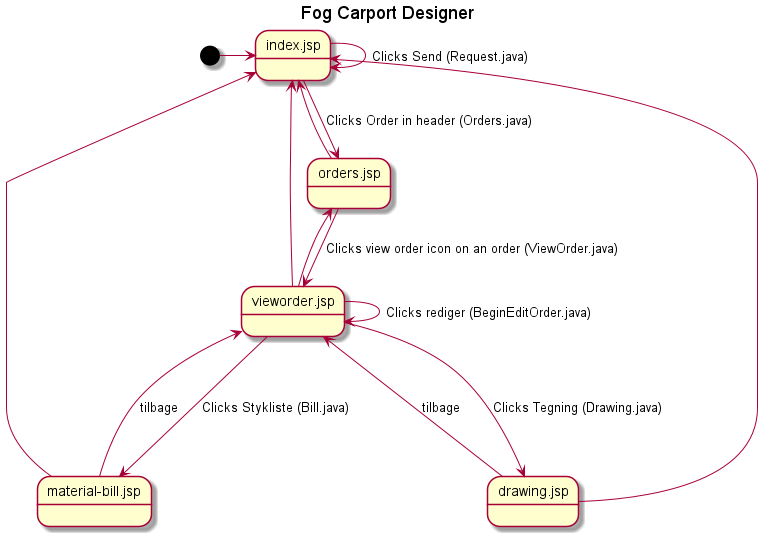 Fog Carport Designer
index.jsp
Clicks Send (Request.java)
Clicks Order in header (Orders.java)
orders.jsp
Clicks view order icon on an order (ViewOrder.java)
vieworder.jsp
Clicks rediger (BeginEditOrder.java)
tilbage
Clicks Stykliste (Bill.java)
tilbage
Clicks Tegning (Drawing.java)
material-bill.jsp
drawing.jsp